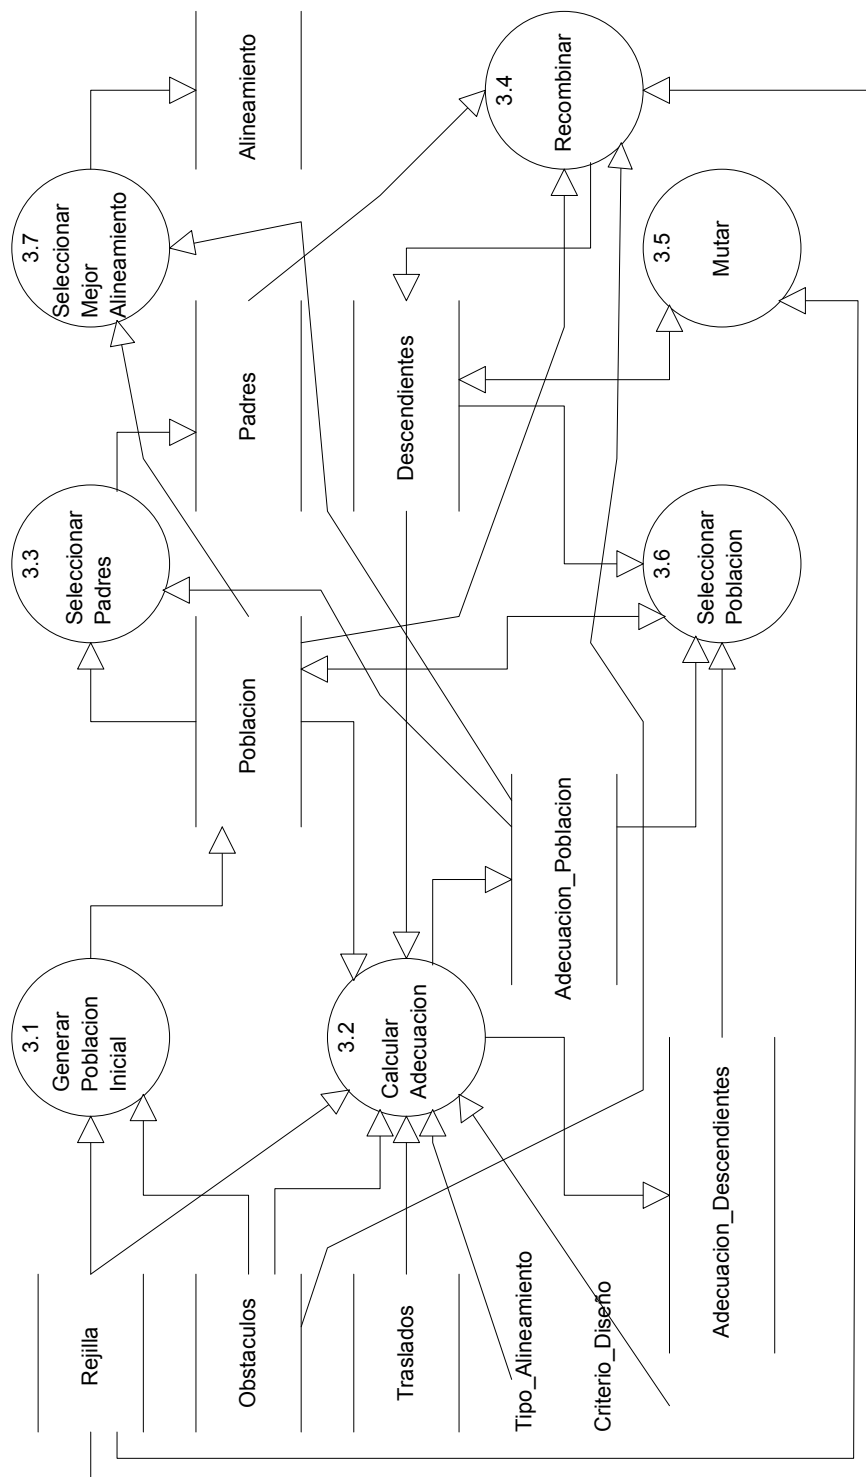 Rejilla
Obstaculos
Traslados
Tipo_Alineamiento
Criterio_Diseño
3.1
Generar
Poblacion
Inicial
3.2
Calcular
Adecuacion
Adecuacion_Descendientes
Poblacion
Adecuacion_Poblacion
3.3
Seleccionar
Padres
3.6
Seleccionar
Poblacion
Padres
Descendientes
3.7
Seleccionar
Mejor
Alineamiento
3.5
Mutar
Alineamiento
3.4
Recombinar